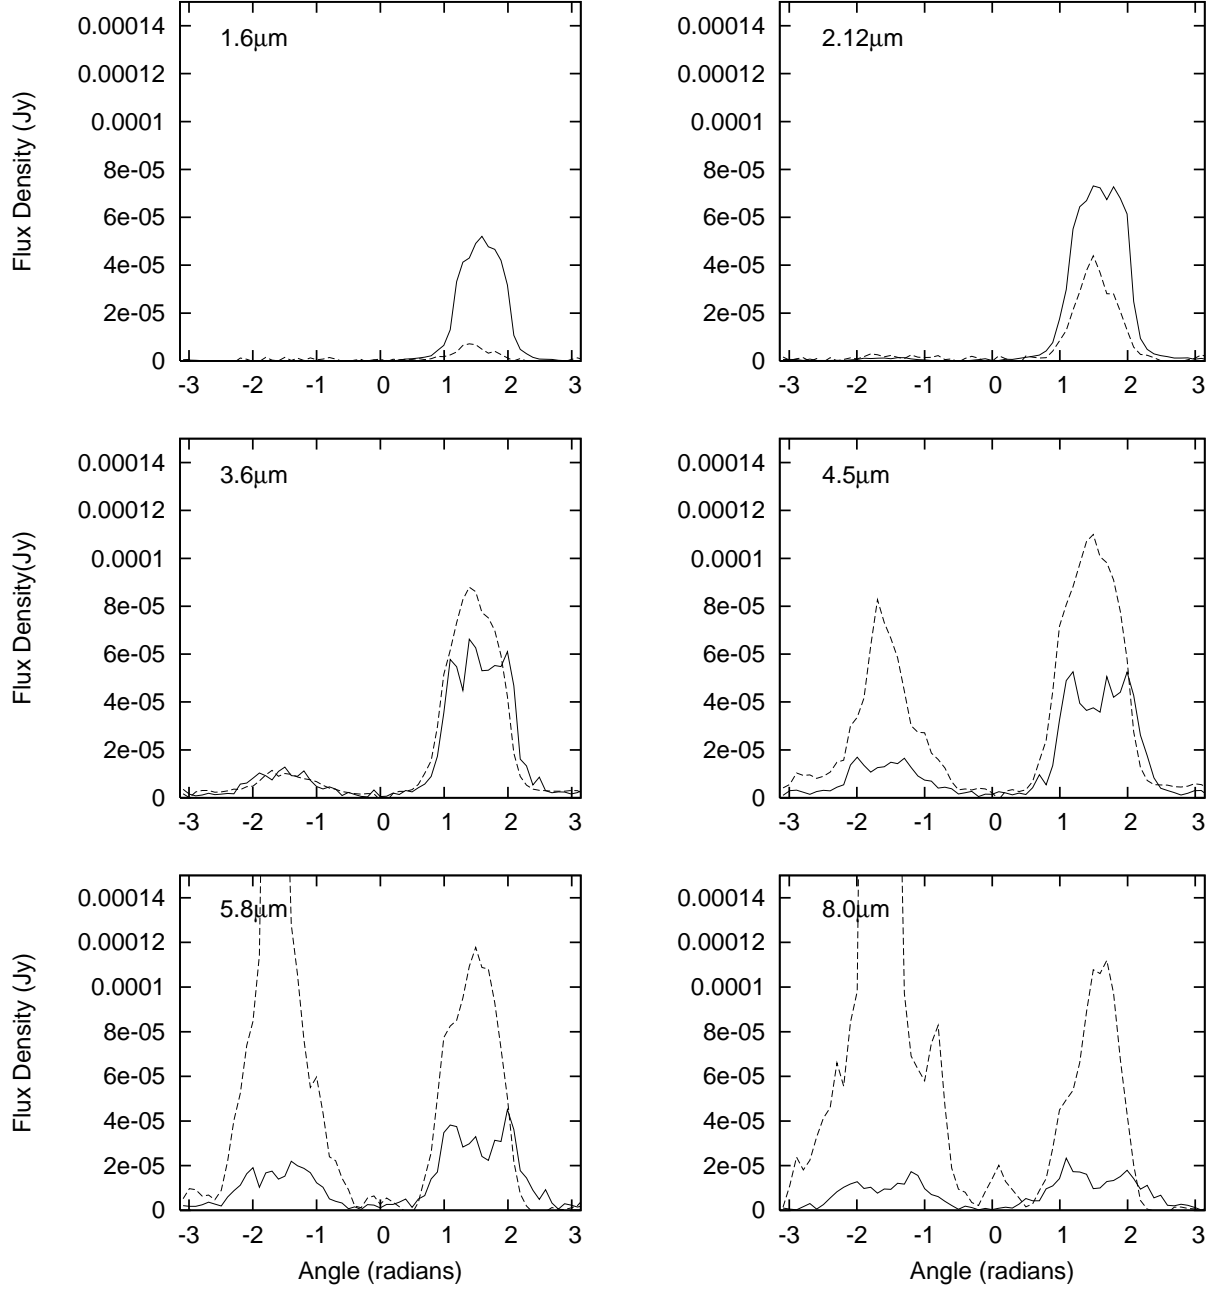 0.00014
1.6μm
0.00012
0.0001
8e-05
6e-05
4e-05
2e-05
0
-3 -2 -1 0 1 2 3
Flux Density (Jy)
0.00014
2.12μm
0.00012
0.0001
8e-05
6e-05
4e-05
2e-05
0
-3 -2 -1 0 1 2 3
0.00014
3.6μm
0.00012
0.0001
8e-05
6e-05
4e-05
2e-05
0
-3 -2 -1 0 1 2 3
Flux Density(Jy)
0.00014
4.5μm
0.00012
0.0001
8e-05
6e-05
4e-05
2e-05
0
-3 -2 -1 0 1 2 3
0.00014
5.8μm
0.00012
0.0001
8e-05
6e-05
4e-05
2e-05
0
-3 -2 -1 0 1 2 3
Flux Density (Jy)
Angle (radians)
0.00014
8.0μm
0.00012
0.0001
8e-05
6e-05
4e-05
2e-05
0
-3 -2 -1 0 1 2 3
Angle (radians)